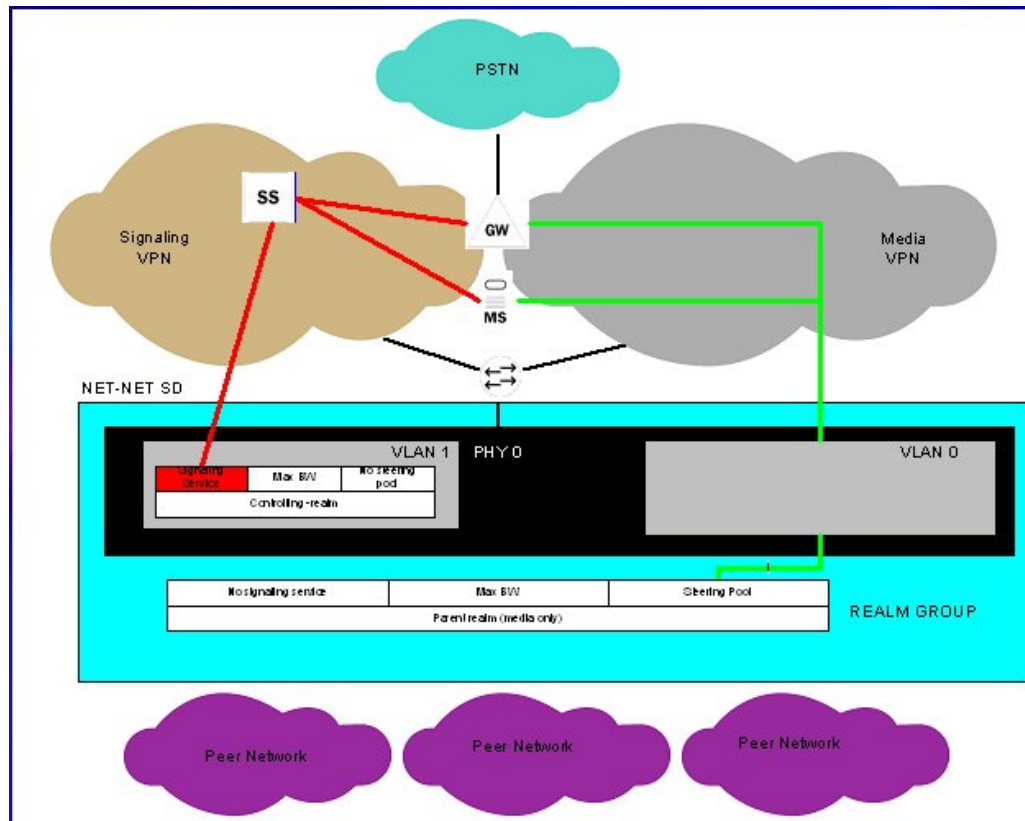 PSTN
SS
Signaling
VPN
GW
Media
VPN
MS
NET-NET SD
VLAN 1
PHY 0
VLAN 0
Signaling
Service
Max BW
No steering
pool
Controlling-realm
No signaling service
Max BW
Steering Pool
Parent realm (media only)
REALM GROUP
Peer Network
Peer Network
Peer Network